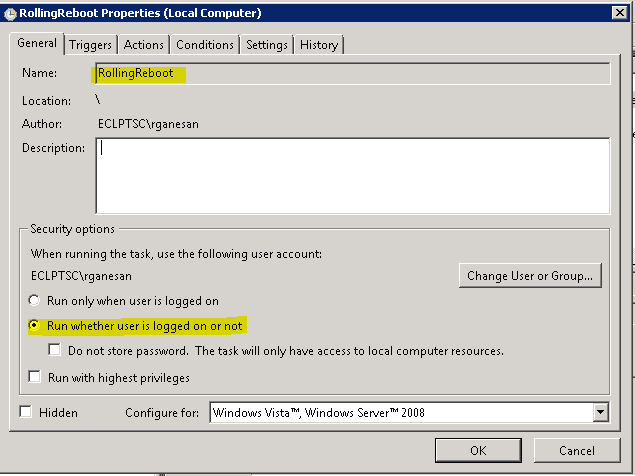 RollingReboot Properties (Local Computer)
General Triggers Actions Conditions Settings History
Name: RollingReboot
Location: \
Author: ECLPTSC\rganesan
Description:
Security options
When running the task, use the following user account:
ECLPTSC\rganesan Change User or Group...
Run only when user is logged on
Run whether user is logged on or not
Do not store password. The task will only have access to local computer resources.
Run with highest privileges
Hidden Configure for: Windows Vista™, Windows Server™ 2008
OK Cancel